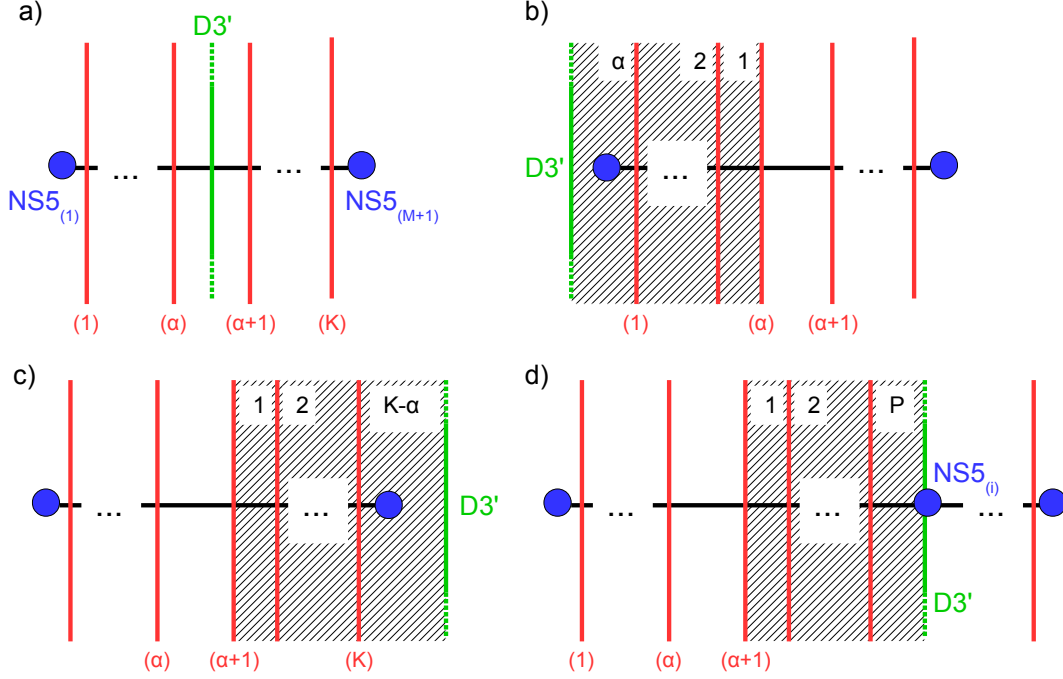 a)
D3'
...
...
NS5(1)
NS5(M+1)
(1)
(α)
(α+1)
(K)
b)
α
2
1
D3'
...
...
(1)
(α)
(α+1)
c)
1
2
K-α
...
...
D3'
(α)
(α+1)
(K)
d)
1
2
P
NS5(i)
...
...
...
D3'
(1)
(α)
(α+1)